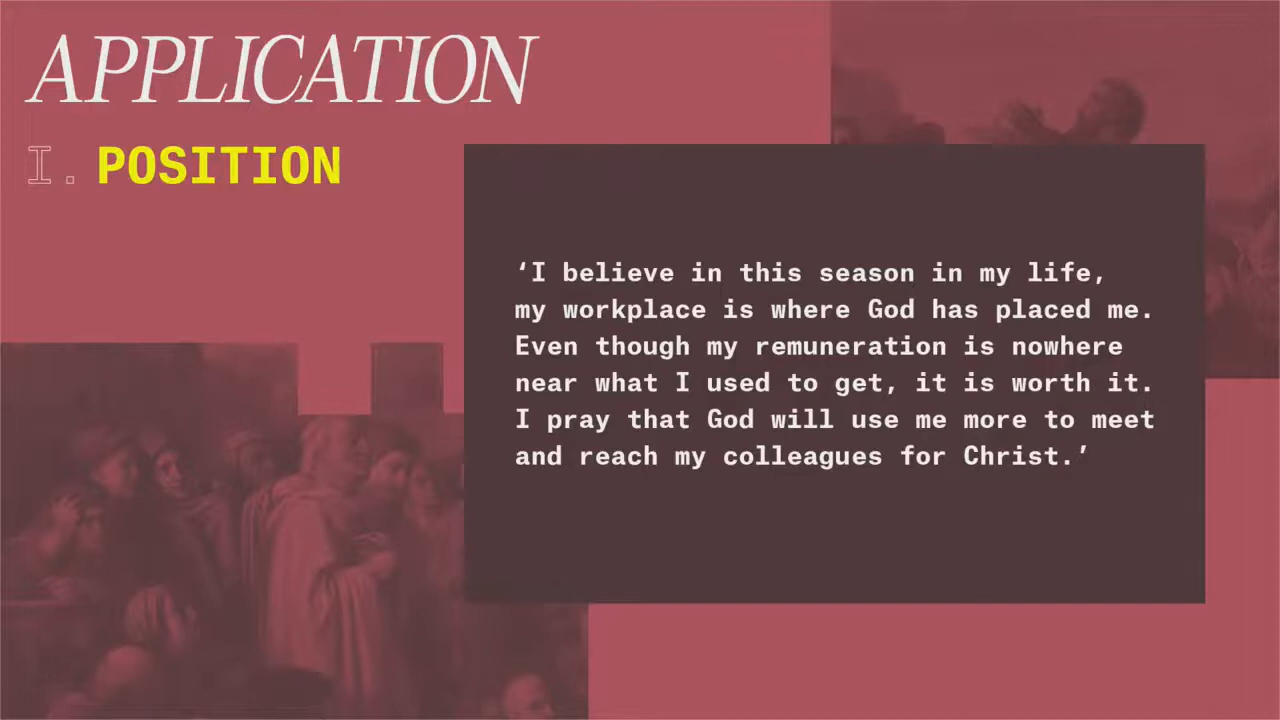 APPLICATION
I. POSITION
‘I believe in this season in my life,
my workplace is where God has placed me.
Even though my remuneration is nowhere
near what I used to get, it is worth it.
I pray that God will use me more to meet
and reach my colleagues for Christ.’